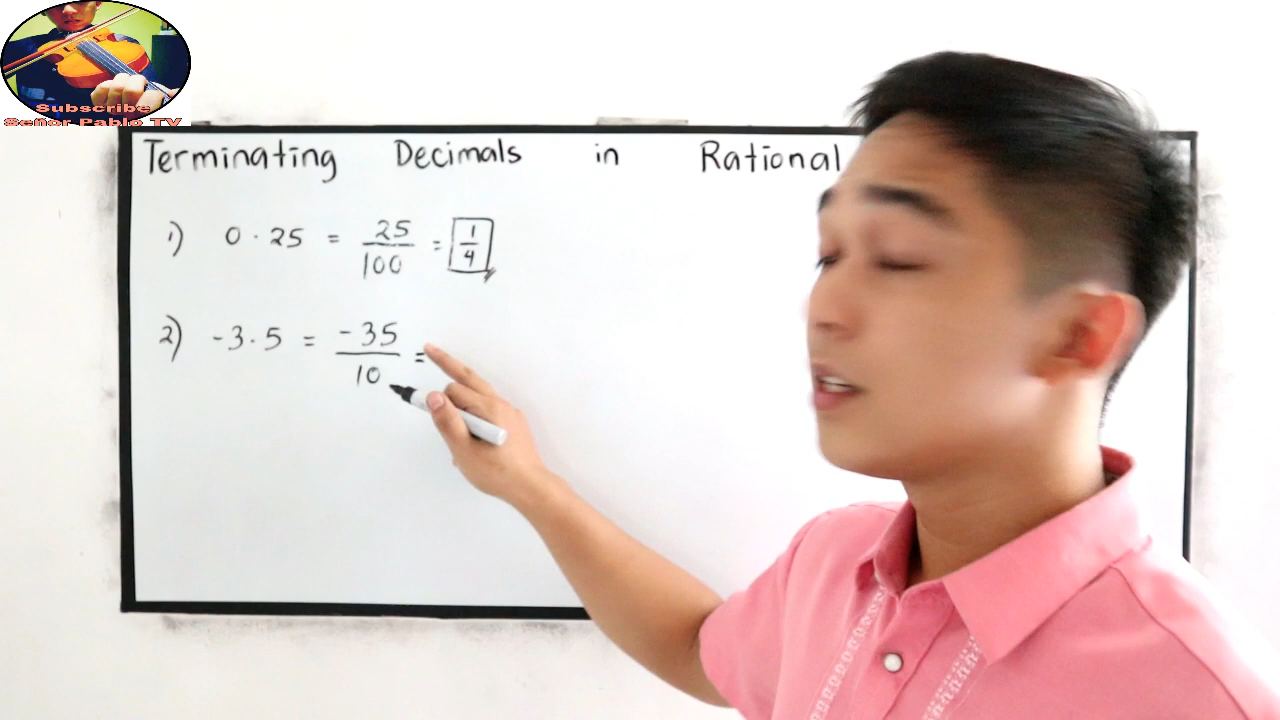 Subscribe
Señor Pablo TV
Terminating Decimals in Rational
1) 0.25 = 25/100 = 1/4
2) -3.5 = -35/10 =